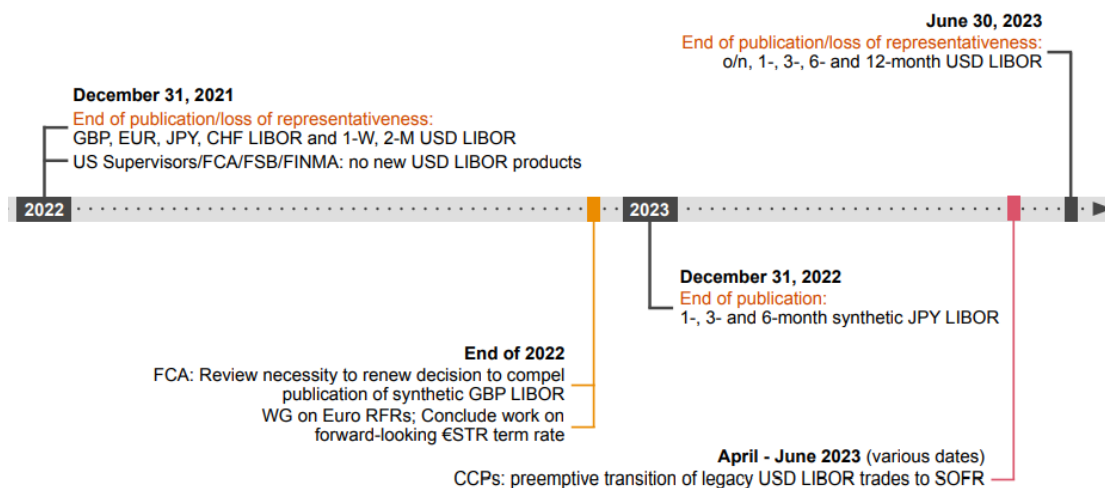 June 30, 2023
End of publication/loss of representativeness:
o/n, 1-, 3-, 6- and 12-month USD LIBOR
December 31, 2021
End of publication/loss of representativeness:
GBP, EUR, JPY, CHF LIBOR and 1-W, 2-M USD LIBOR
US Supervisors/FCA/FSB/FINMA: no new USD LIBOR products
2022
2023
December 31, 2022
End of publication:
1-, 3- and 6-month synthetic JPY LIBOR
End of 2022
FCA: Review necessity to renew decision to compel
publication of synthetic GBP LIBOR
WG on Euro RFRs; Conclude work on
forward-looking €STR term rate
April - June 2023 (various dates)
CCPs: preemptive transition of legacy USD LIBOR trades to SOFR